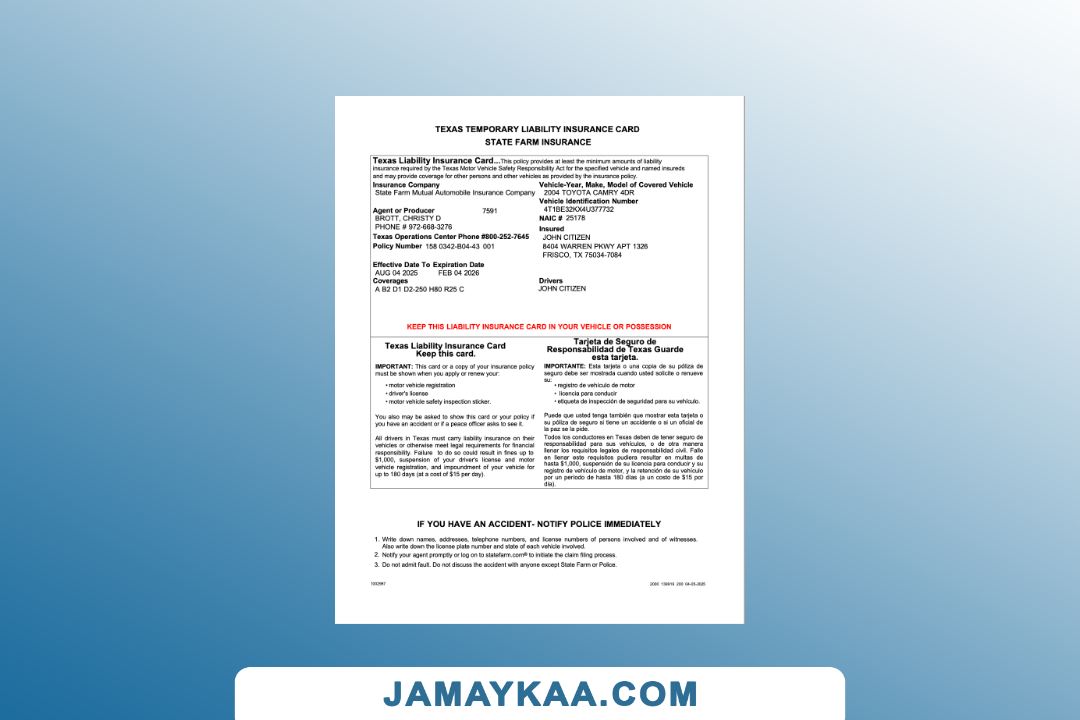 TEXAS TEMPORARY LIABILITY INSURANCE CARD
STATE FARM INSURANCE
Texas Liability Insurance Card...This policy provides at least the minimum amounts of liability
insurance required by the Texas Motor Vehicle Safety Responsibility Act for the specified vehicle and named insureds
and may provide coverage for other persons and other vehicles as provided by the insurance policy.
Insurance Company
State Farm Mutual Automobile Insurance Company
Agent or Producer 7591
BROTT, CHRISTY D
PHONE # 972-668-3276
Texas Operations Center Phone #800-252-7645
Policy Number 158 0342-B04-43 001
Effective Date To Expiration Date
AUG 04 2025 FEB 04 2026
Coverages
A B2 D1 D2-250 H80 R25 C
Vehicle-Year, Make, Model of Covered Vehicle
2004 TOYOTA CAMRY 4DR
Vehicle Identification Number
4T1BE32KX4U377732
NAIC # 25178
Insured
JOHN CITIZEN
8404 WARREN PKWY APT 1326
FRISCO, TX 75034-7084
Drivers
JOHN CITIZEN
KEEP THIS LIABILITY INSURANCE CARD IN YOUR VEHICLE OR POSSESSION
Texas Liability Insurance Card
Keep this card.
IMPORTANT: This card or a copy of your insurance policy
must be shown when you apply or renew your:
• motor vehicle registration
• driver's license
• motor vehicle safety inspection sticker.
You also may be asked to show this card or your policy if
you have an accident or if a peace officer asks to see it.
All drivers in Texas must carry liability insurance on their
vehicles or otherwise meet legal requirements for financial
responsibility. Failure to do so could result in fines up to
$1,000, suspension of your driver's license and motor
vehicle registration, and impoundment of your vehicle for
up to 180 days (at a cost of $15 per day).
Tarjeta de Seguro de
Responsabilidad de Texas Guarde
esta tarjeta.
IMPORTANTE: Esta tarjeta o una copia de su póliza de
seguro debe ser mostrada cuando usted solicite o renueve
su:
• registro de vehículo de motor
• licencia para conducir
• etiqueta de inspección de seguridad para su vehículo.
Puede que usted tenga también que mostrar esta tarjeta o
su póliza de seguro si tiene un accidente o si un oficial de
la paz se la pide.
Todos los conductores en Texas deben de tener seguro de
responsabilidad para sus vehículos, o de otra manera
llenar los requisitos legales de responsabilidad civil. Fallo
en llenar este requisitos pudiera resultar en multas de
hasta $1,000, suspensión de su licencia para conducir y su
registro de vehículo de motor, y la retención de su vehículo
por un periodo de hasta 180 días (a un costo de $15 por
día).
IF YOU HAVE AN ACCIDENT- NOTIFY POLICE IMMEDIATELY
1. Write down names, addresses, telephone numbers, and license numbers of persons involved and of witnesses.
Also write down the license plate number and state of each vehicle involved.
2. Notify your agent promptly or log on to statefarm.com® to initiate the claim filing process.
3. Do not admit fault. Do not discuss the accident with anyone except State Farm or Police.
JAMAYKAA.COM